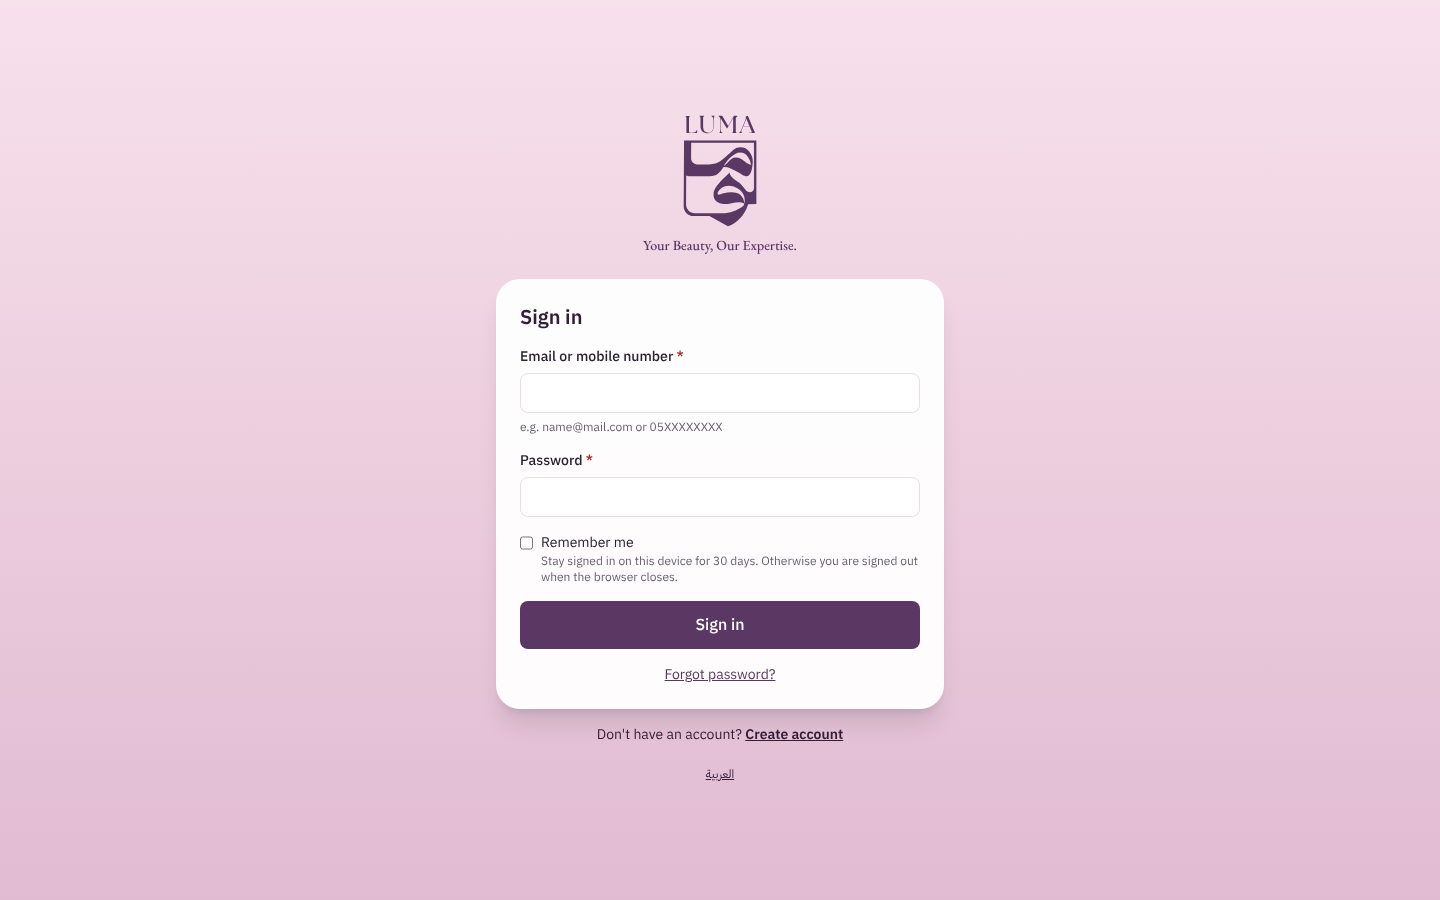 LUMA
Your Beauty, Our Expertise.
Sign in
Email or mobile number *
e.g. name@mail.com or 05XXXXXXXX
Password *
Remember me
Stay signed in on this device for 30 days. Otherwise you are signed out
when the browser closes.
Sign in
Forgot password?
Don't have an account? Create account
العربية